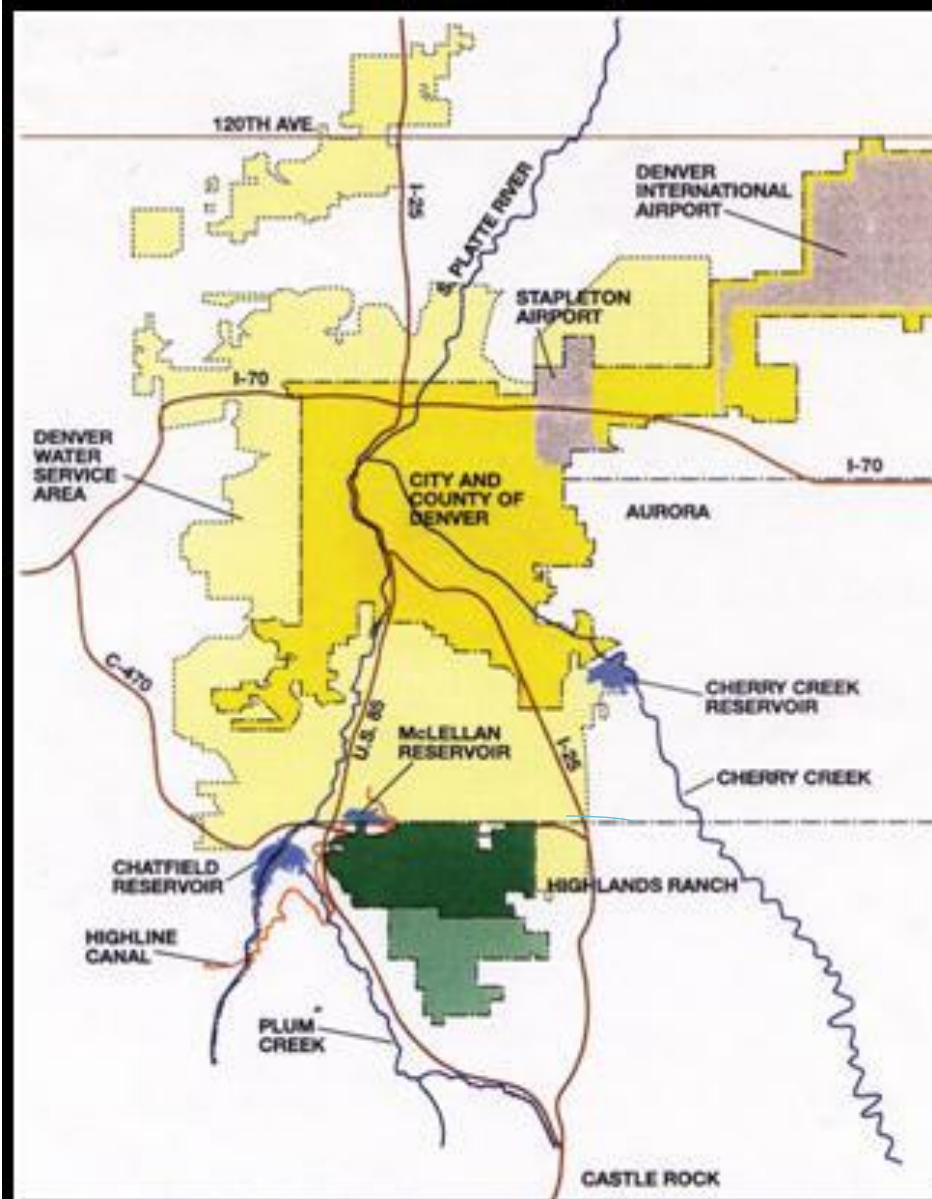 120TH AVE.
I-25
S. PLATTE RIVER
DENVER
INTERNATIONAL
AIRPORT
STAPLETON
AIRPORT
I-70
DENVER
WATER
SERVICE
AREA
CITY AND
COUNTY OF
DENVER
I-70
AURORA
C-470
U.S. 85
McLELLAN
RESERVOIR
I-25
CHERRY CREEK
RESERVOIR
CHERRY CREEK
CHATFIELD
RESERVOIR
HIGHLANDS RANCH
HIGHLINE
CANAL
PLUM
CREEK
CASTLE ROCK